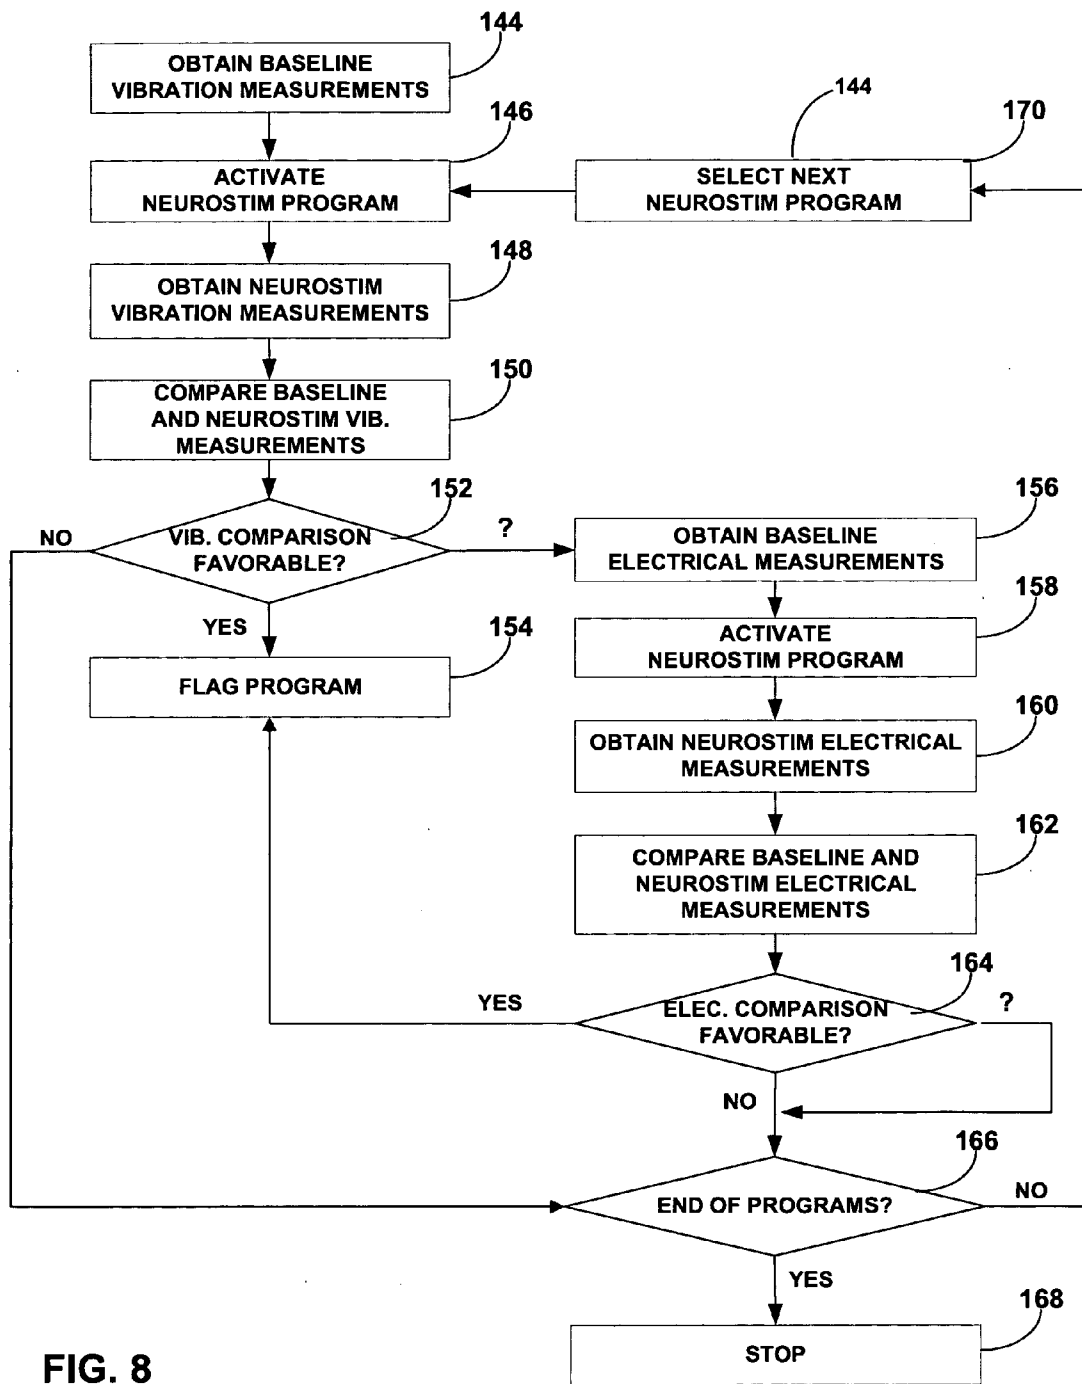 144
OBTAIN BASELINE
VIBRATION MEASUREMENTS
146
ACTIVATE
NEUROSTIM PROGRAM
144
170
SELECT NEXT
NEUROSTIM PROGRAM
148
OBTAIN NEUROSTIM
VIBRATION MEASUREMENTS
150
COMPARE BASELINE
AND NEUROSTIM VIB.
MEASUREMENTS
152
NO
VIB. COMPARISON
FAVORABLE?
?
YES
154
FLAG PROGRAM
156
OBTAIN BASELINE
ELECTRICAL MEASUREMENTS
158
ACTIVATE
NEUROSTIM PROGRAM
160
OBTAIN NEUROSTIM ELECTRICAL
MEASUREMENTS
162
COMPARE BASELINE AND
NEUROSTIM ELECTRICAL
MEASUREMENTS
164
YES
ELEC. COMPARISON
FAVORABLE?
?
NO
166
END OF PROGRAMS?
NO
YES
168
STOP
FIG. 8